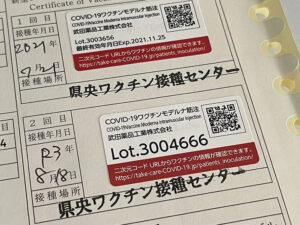 Certificate of Vacc
1 回目
接種年月日
2021年
7月2日
接種場所
COVID-19ワクチンモデルナ筋注
COVID-19 Vaccine Moderna Intramuscular Injection
武田薬品工業株式会社
Lot.3003656
最終有効年月日Exp.2021.11.25
二次元コード URLからワクチンの情報が確認できます。
https://take-care-COVID-19.jp/patients_inoculation/
県央ワクチン接種センター
2 回目
接種年月日
R3年
8月8日
接種場所
COVID-19ワクチンモデルナ筋注
COVID-19 Vaccine Moderna Intramuscular Injection
武田薬品工業株式会社
Lot.3004666
二次元コード URLからワクチンの情報が確認できます。
https://take-care-COVID-19.jp/patients_inoculation/
県央ワクチン接種センター